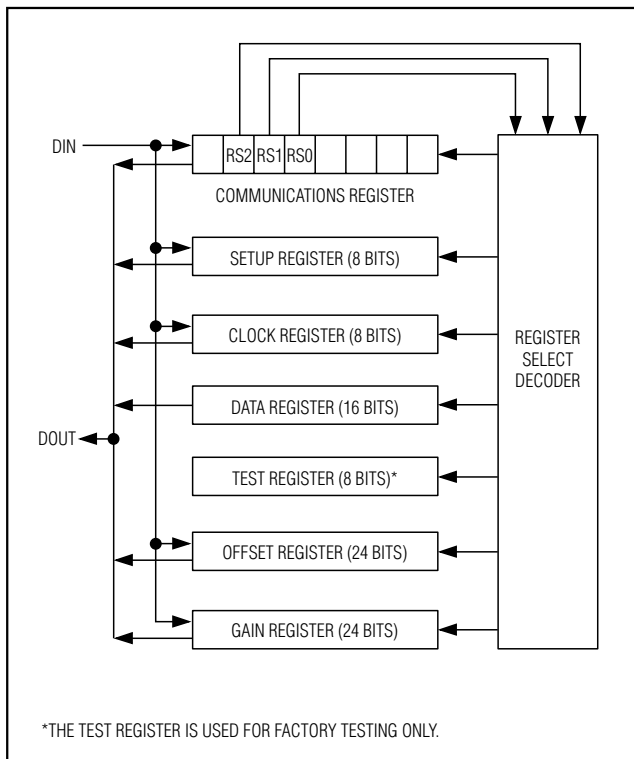 DIN
RS2 RS1 RS0
COMMUNICATIONS REGISTER
SETUP REGISTER (8 BITS)
CLOCK REGISTER (8 BITS)
REGISTER
SELECT
DECODER
DATA REGISTER (16 BITS)
DOUT
TEST REGISTER (8 BITS)*
OFFSET REGISTER (24 BITS)
GAIN REGISTER (24 BITS)
*THE TEST REGISTER IS USED FOR FACTORY TESTING ONLY.